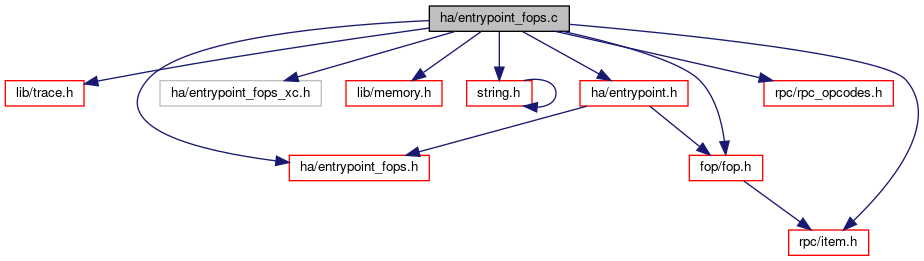 ha/entrypoint_fops.c
lib/trace.h
ha/entrypoint_fops_xc.h
lib/memory.h
string.h
ha/entrypoint.h
rpc/rpc_opcodes.h
ha/entrypoint_fops.h
fop/fop.h
rpc/item.h